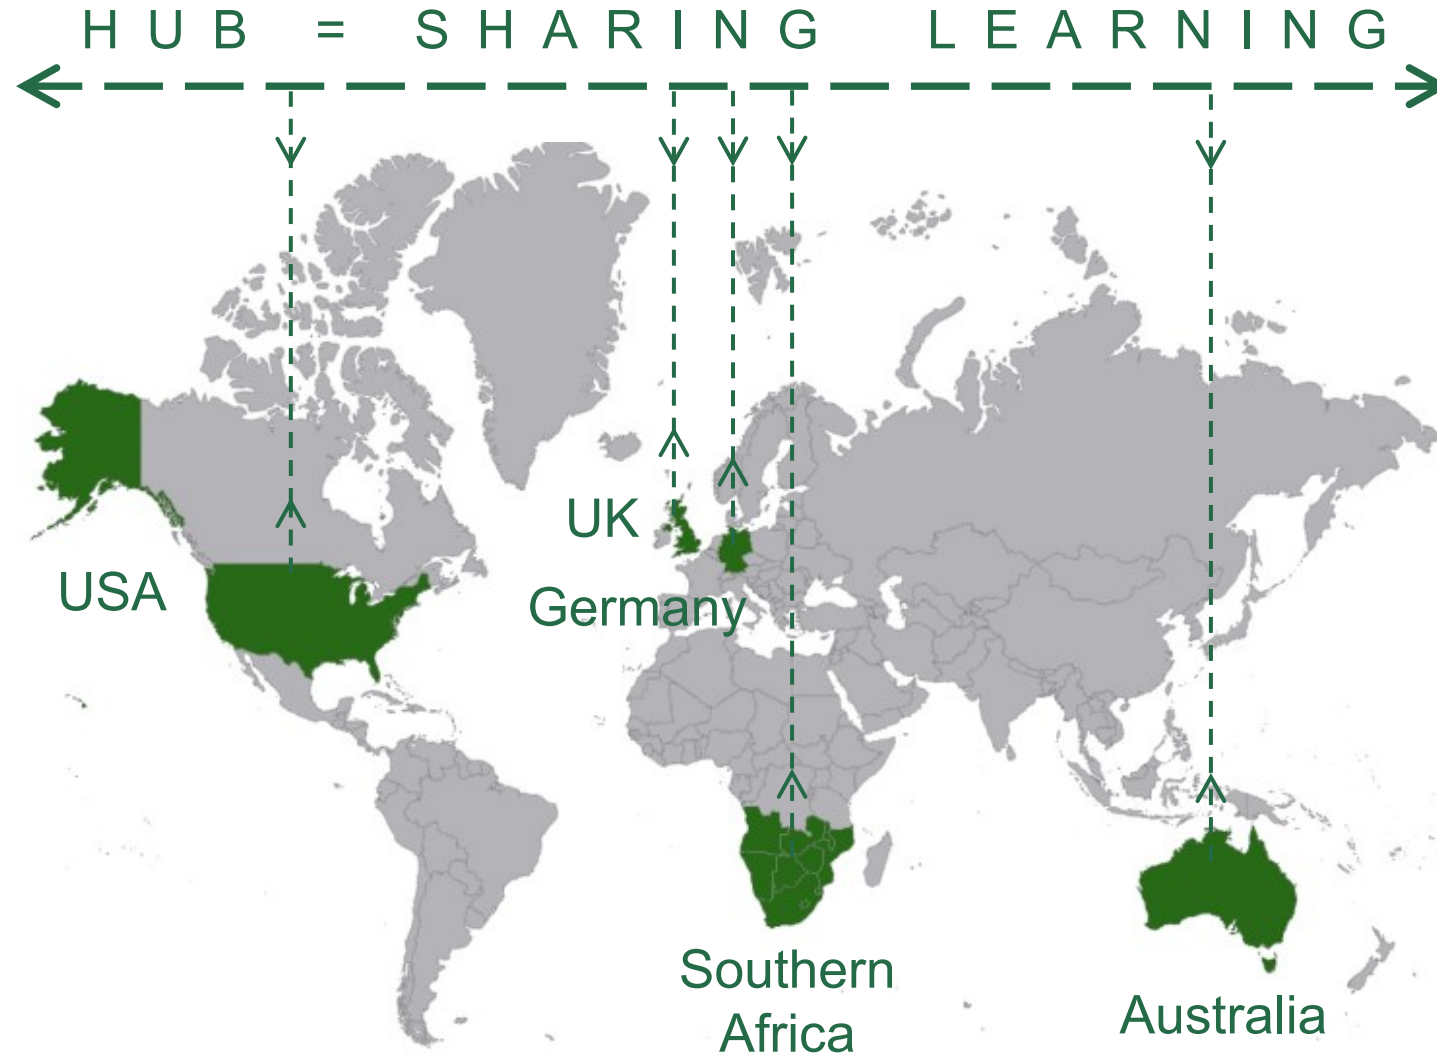 HUB = SHARING LEARNING
UK
USA
Germany
Southern
Africa
Australia